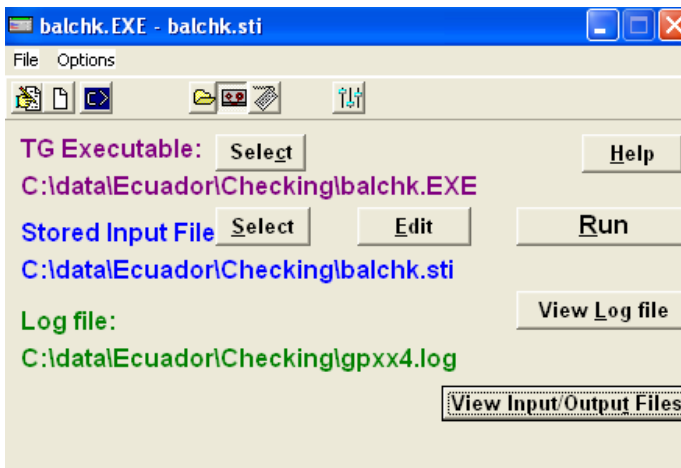 balchk.EXE - balchk.sti
File Options
TG Executable: Select Help
C:\data\Ecuador\Checking\balchk.EXE
Stored Input File Select Edit Run
C:\data\Ecuador\Checking\balchk.sti
View Log file
Log file:
C:\data\Ecuador\Checking\gpxx4.log
View Input/Output Files